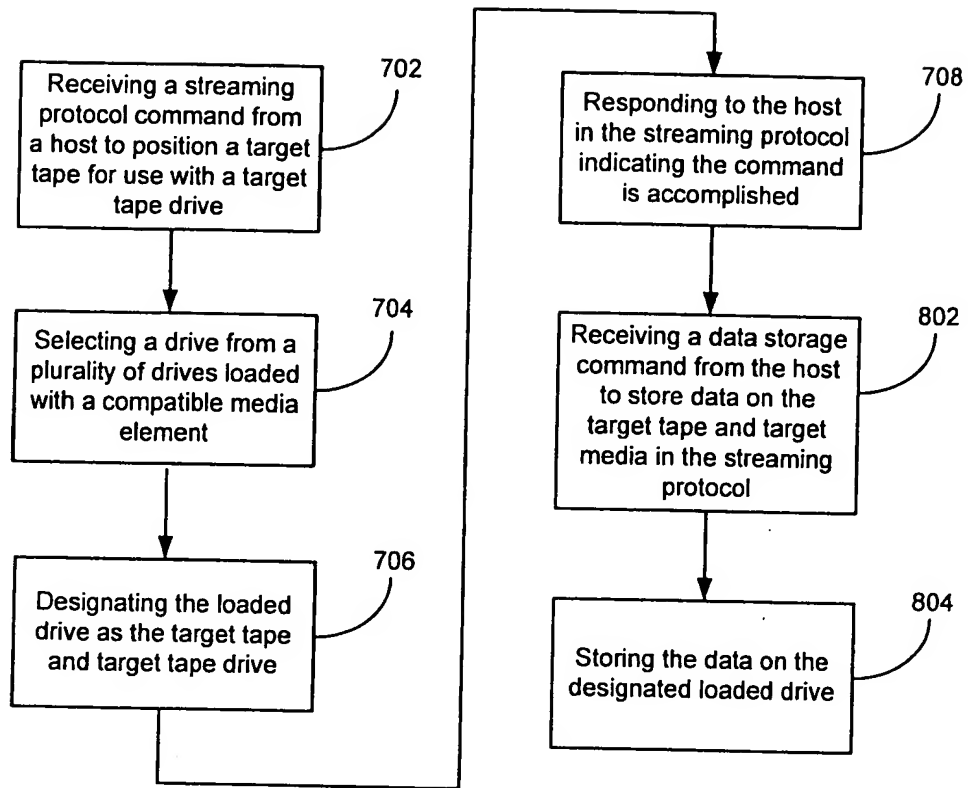 702
Receiving a streaming
protocol command from
a host to position a target
tape for use with a target
tape drive
704
Selecting a drive from a
plurality of drives loaded
with a compatible media
element
706
Designating the loaded
drive as the target tape
and target tape drive
708
Responding to the host
in the streaming protocol
indicating the command
is accomplished
802
Receiving a data storage
command from the host
to store data on the
target tape and target
media in the streaming
protocol
804
Storing the data on the
designated loaded drive